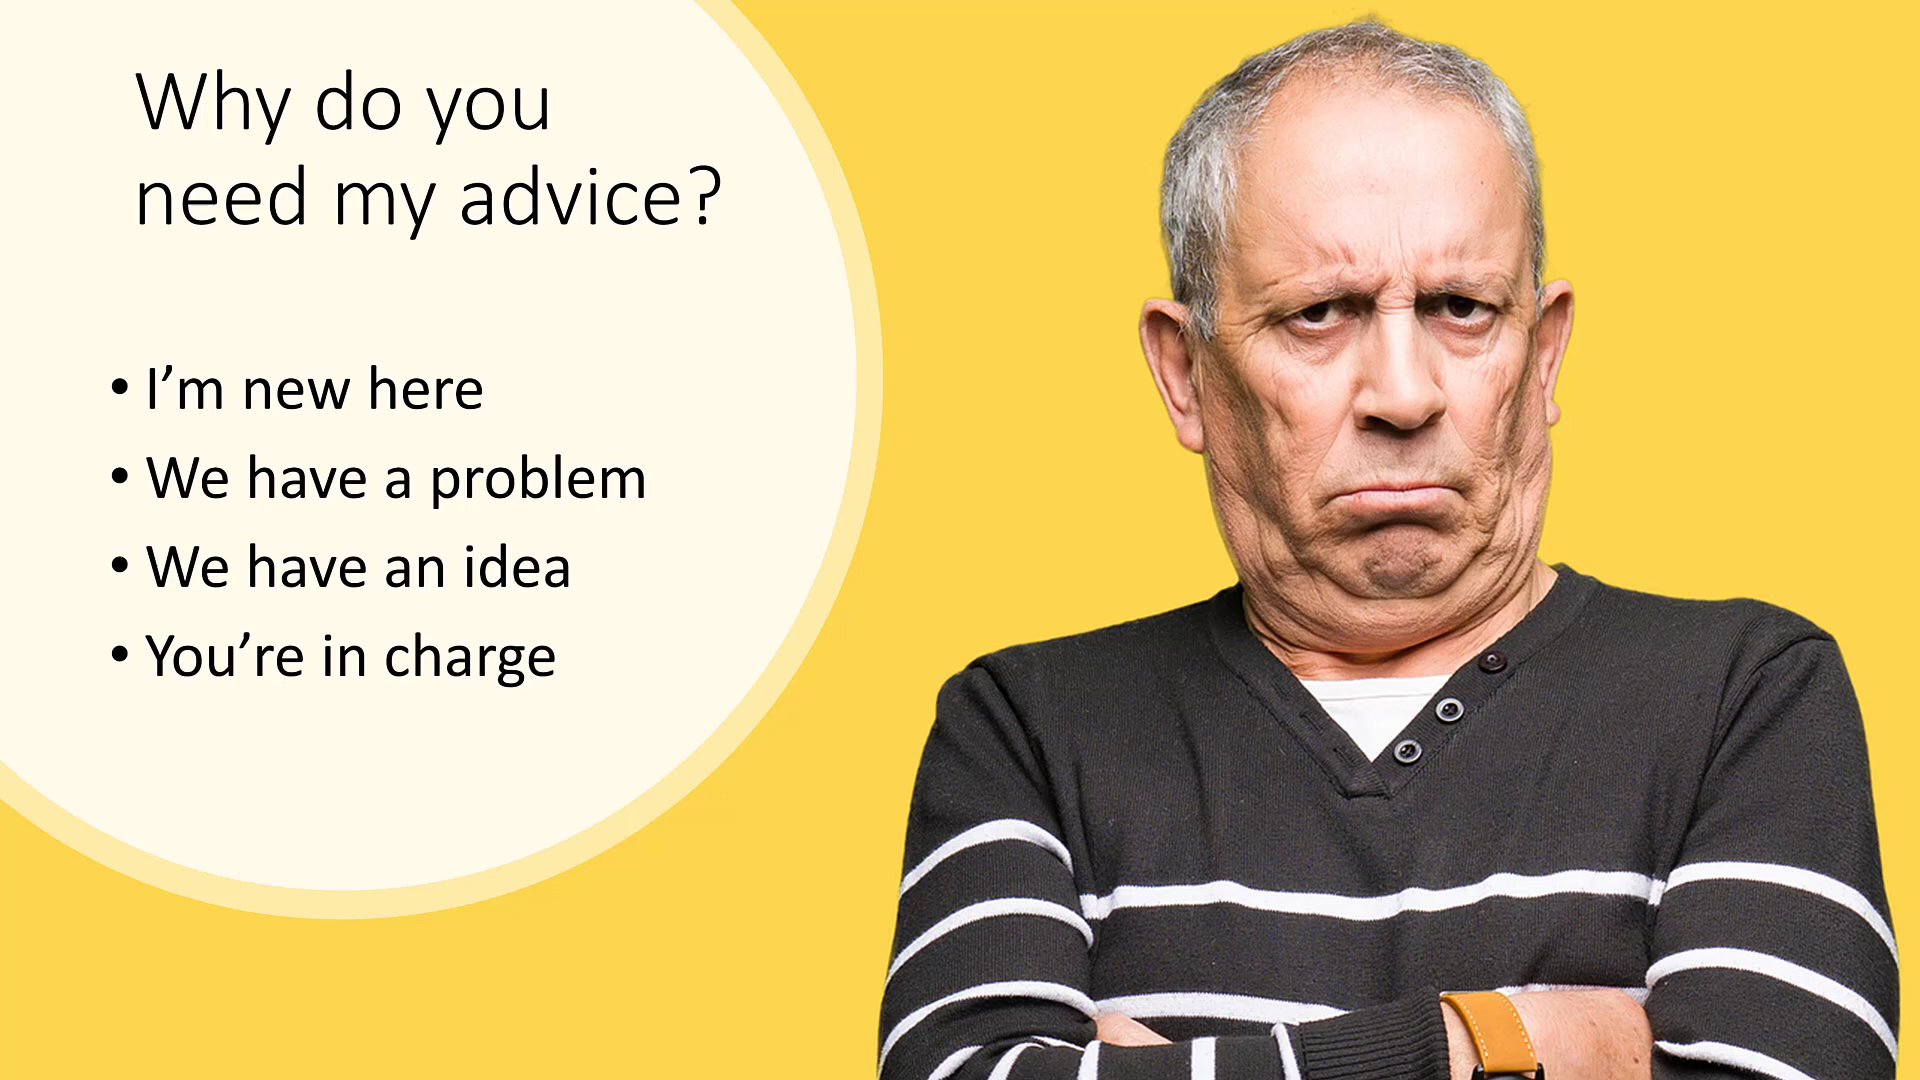 Why do you
need my advice?
• I’m new here
• We have a problem
• We have an idea
• You’re in charge